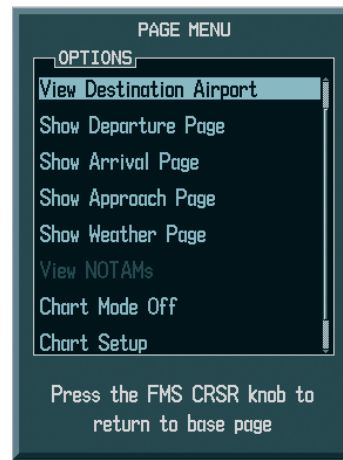 PAGE MENU
OPTIONS
View Destination Airport
Show Departure Page
Show Arrival Page
Show Approach Page
Show Weather Page
View NOTAMs
Chart Mode Off
Chart Setup
Press the FMS CRSR knob to
return to base page